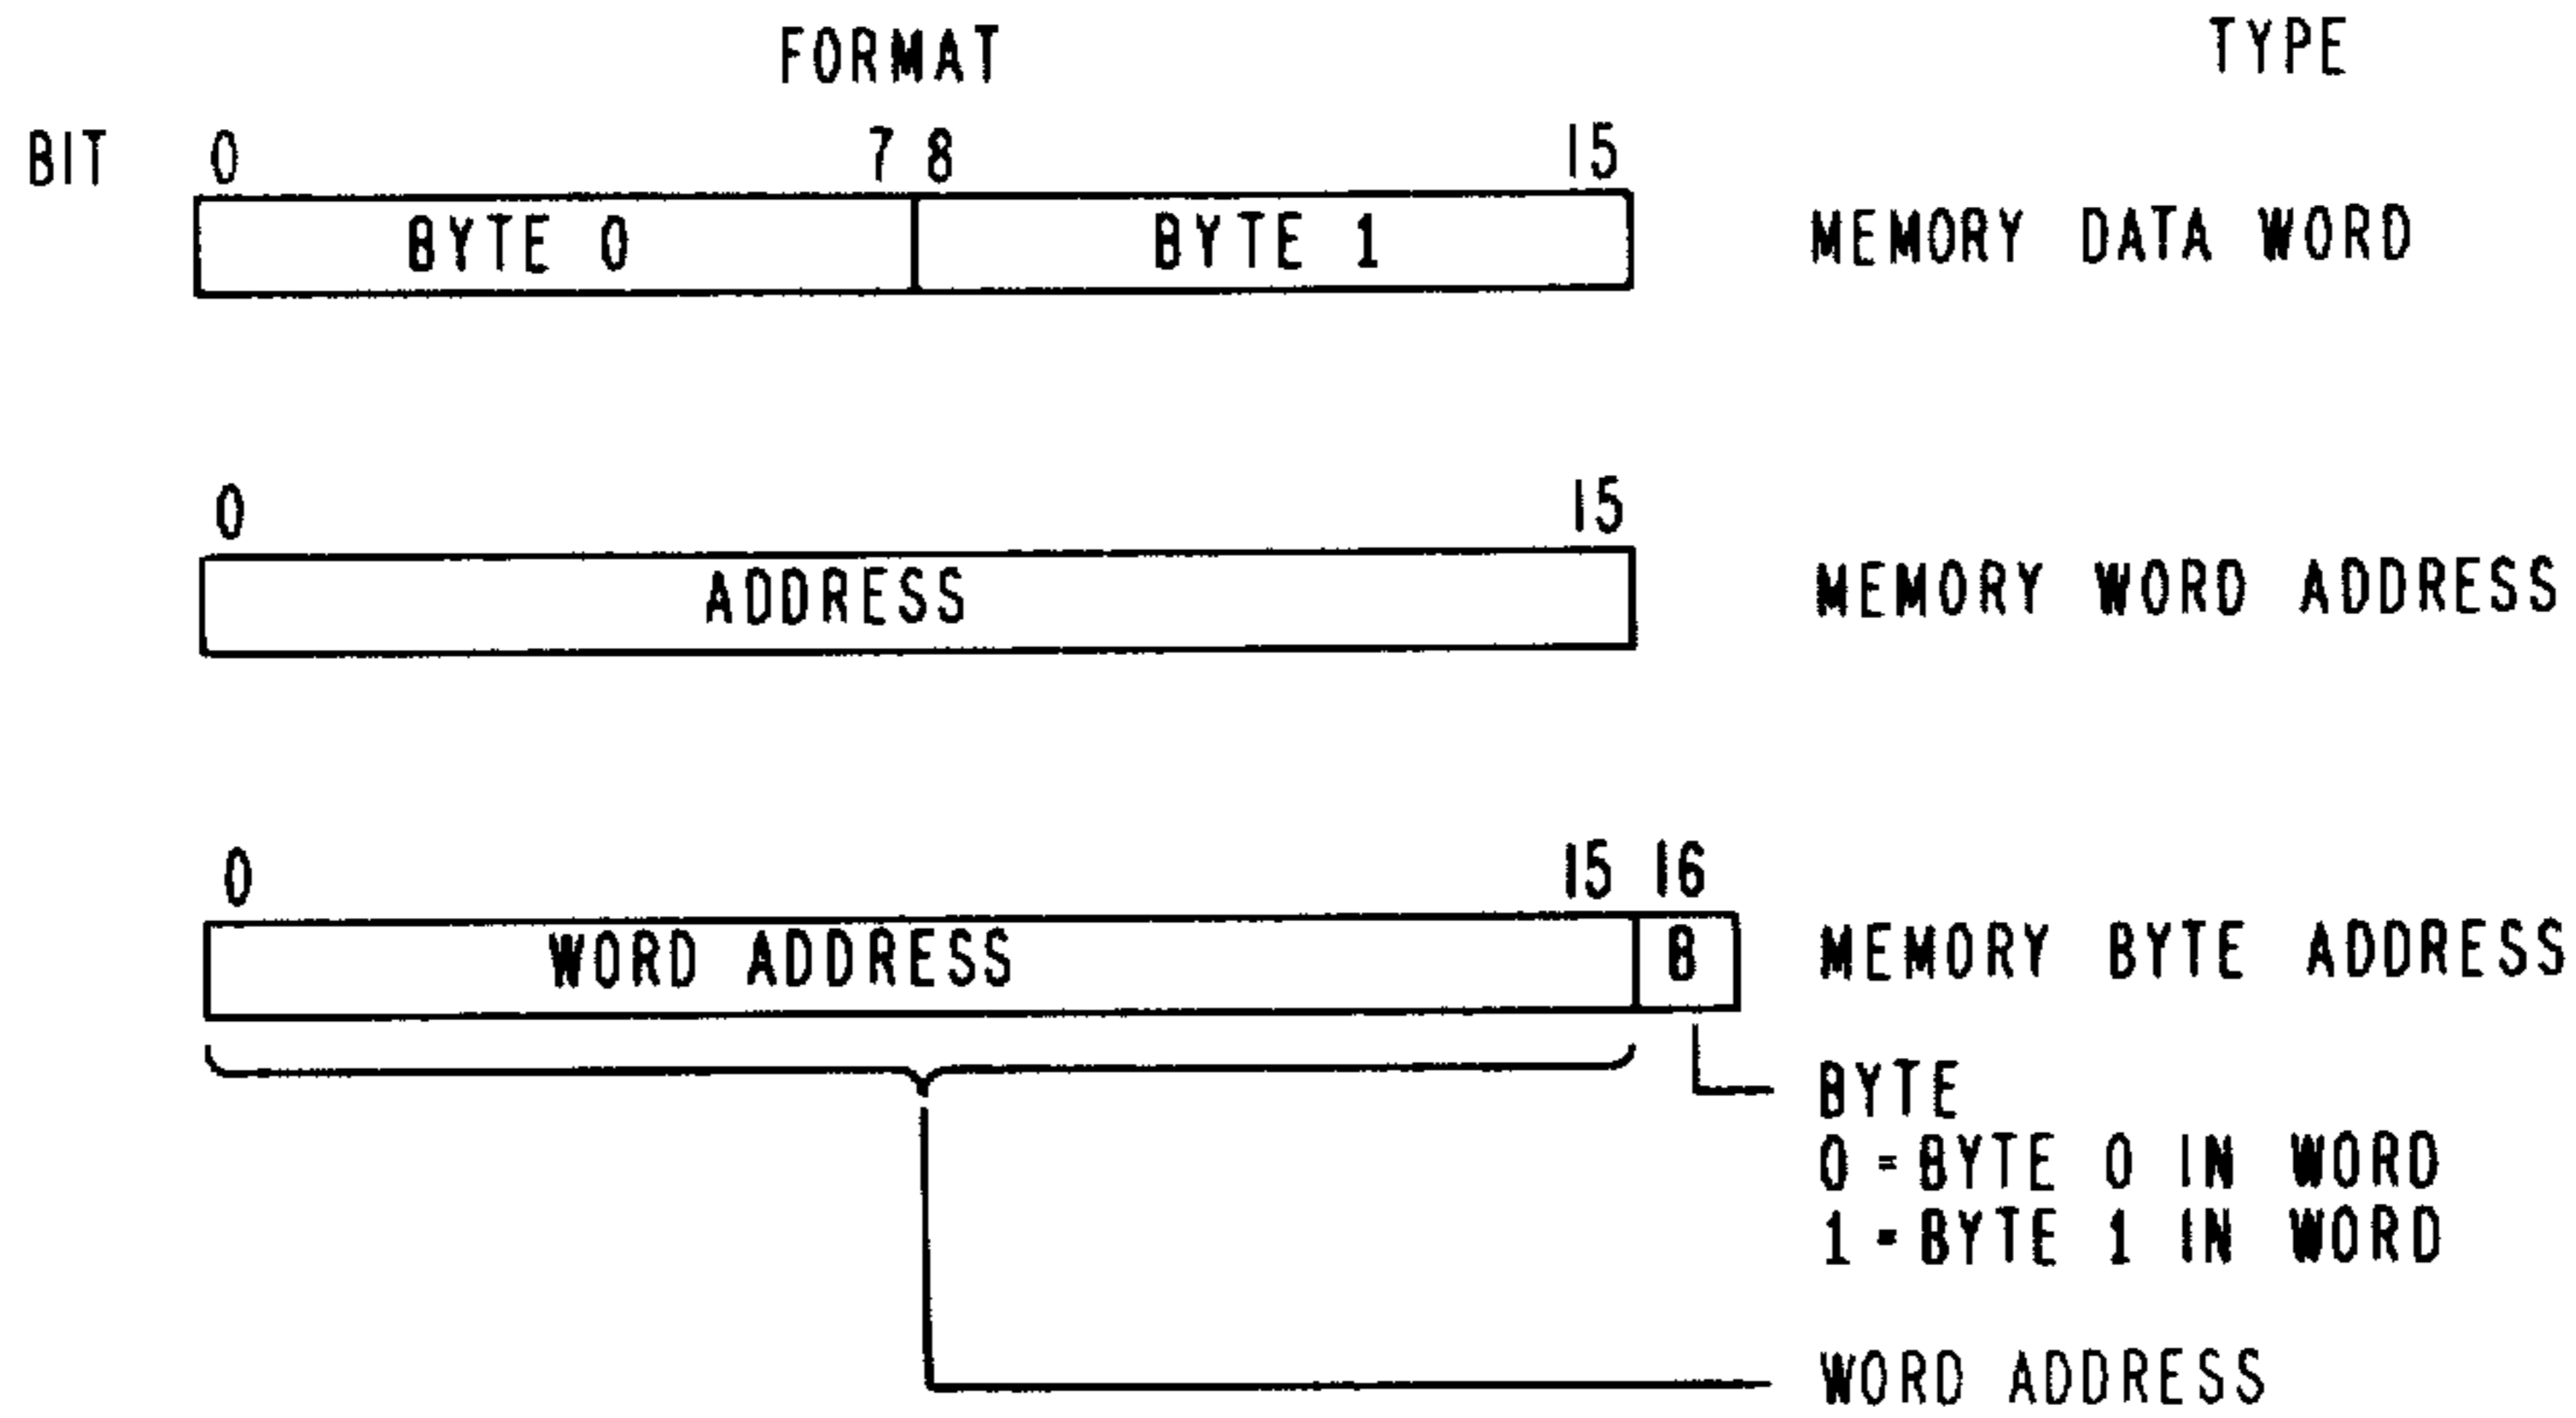 FORMAT TYPE
BIT 0 7 8 15
BYTE 0 BYTE 1 MEMORY DATA WORD
0 15
ADDRESS MEMORY WORD ADDRESS
0 15 16
WORD ADDRESS B MEMORY BYTE ADDRESS
BYTE
0 = BYTE 0 IN WORD
1 = BYTE 1 IN WORD
WORD ADDRESS